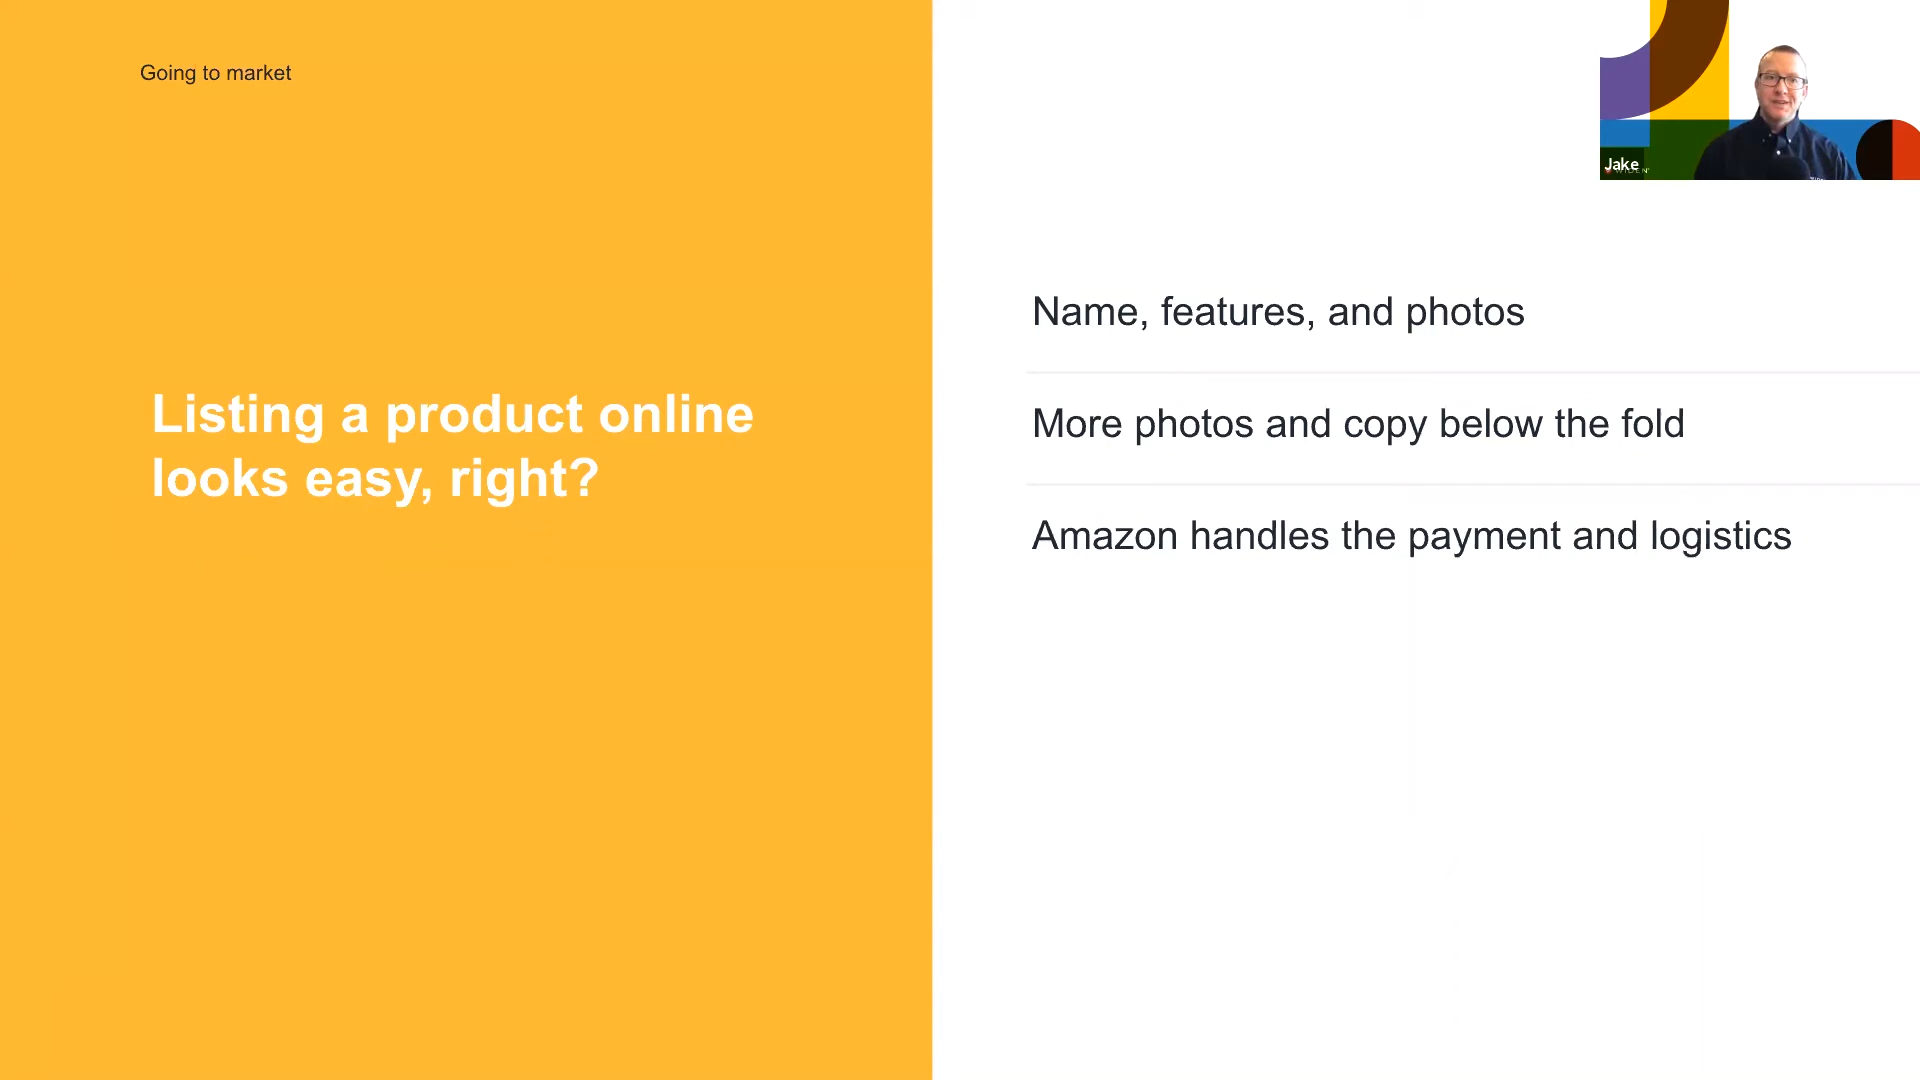 Going to market
Listing a product online
looks easy, right?
Name, features, and photos
More photos and copy below the fold
Amazon handles the payment and logistics
Jake
WIDEN